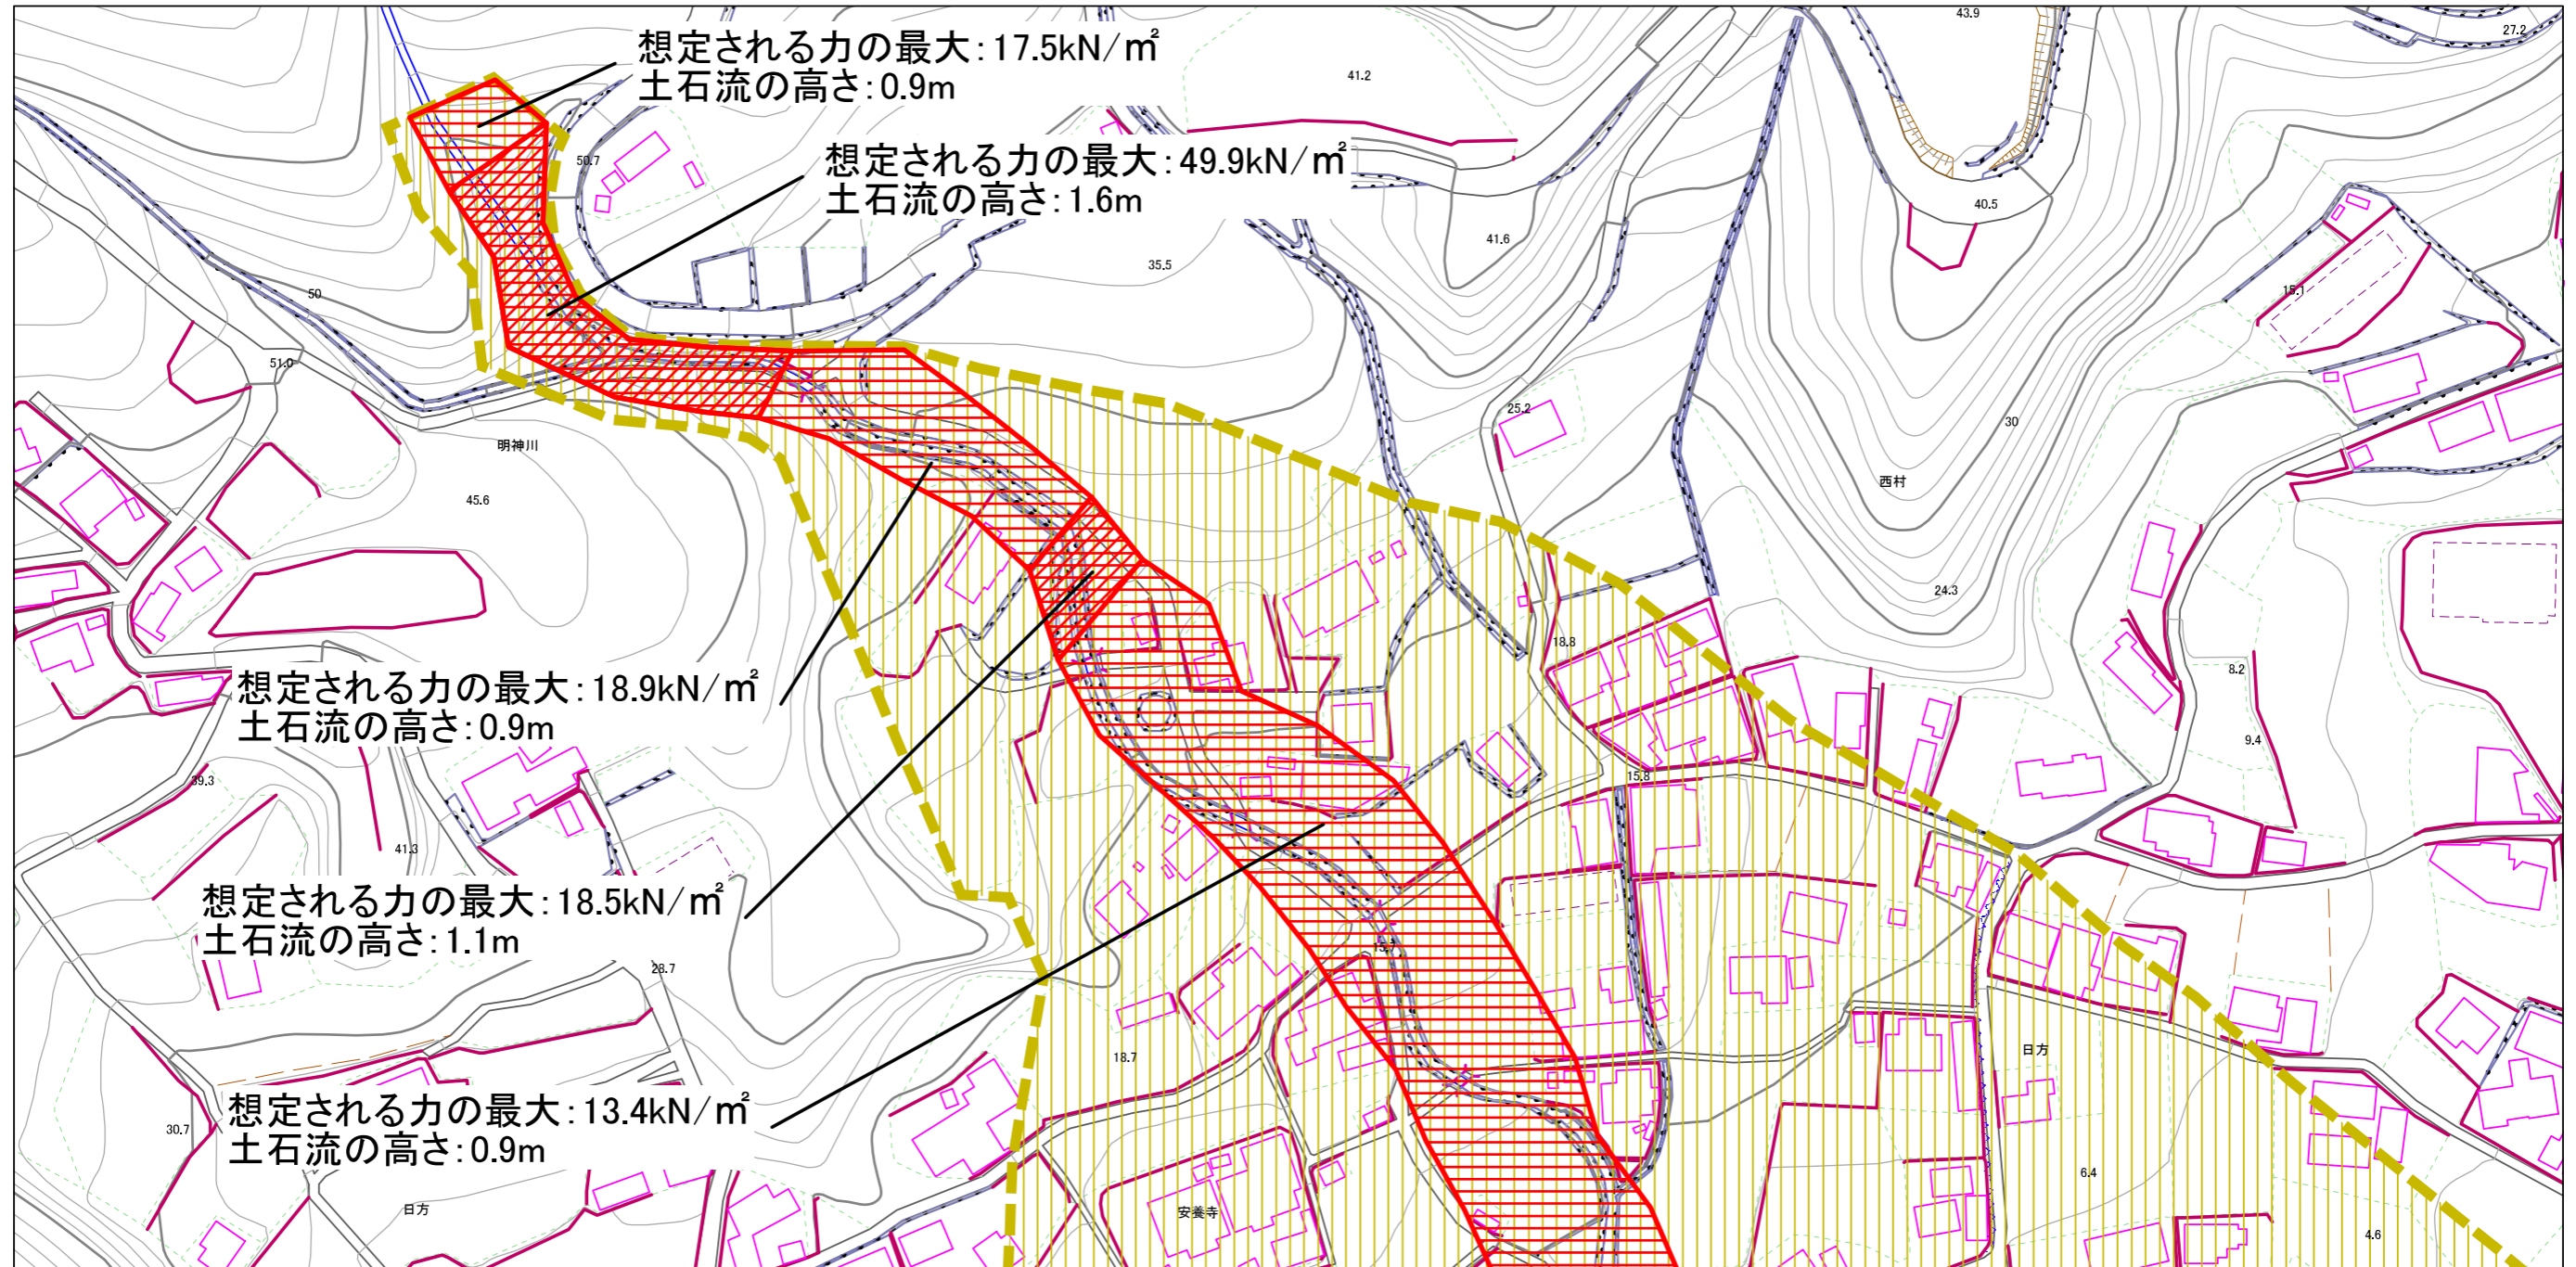 43.9
27.2
想定される力の最大:17.5kN/㎡
土石流の高さ:0.9m
41.2
50.7
想定される力の最大:49.9kN/㎡
土石流の高さ:1.6m
40.5
41.6
35.5
15.1
50
51.0
25.2
30
明神川
45.6
西村
24.3
18.8
8.2
想定される力の最大:18.9kN/㎡
土石流の高さ:0.9m
9.4
39.3
15.8
41.3
想定される力の最大:18.5kN/㎡
土石流の高さ:1.1m
15.7
28.7
18.7
日方
想定される力の最大:13.4kN/㎡
土石流の高さ:0.9m
30.7
6.4
日方
安養寺
4.6